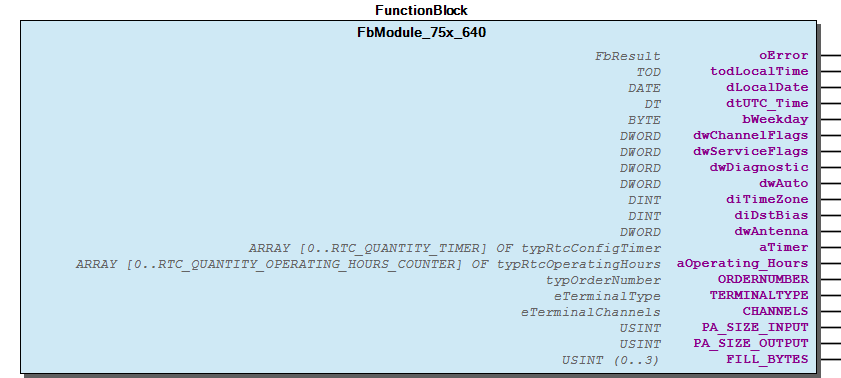 FunctionBlock
FbModule_75x_640
FbResult oError
TOD todLocalTime
DATE dLocalDate
DT dtUTC_Time
BYTE bWeekday
DWORD dwChannelFlags
DWORD dwServiceFlags
DWORD dwDiagnostic
DWORD dwAuto
DINT diTimeZone
DINT diDstBias
DWORD dwAntenna
ARRAY [0..RTC_QUANTITY_TIMER] OF typRtcConfigTimer aTimer
ARRAY [0..RTC_QUANTITY_OPERATING_HOURS_COUNTER] OF typRtcOperatingHours aOperating_Hours
typOrderNumber ORDERNUMBER
eTerminalType TERMINALTYPE
eTerminalChannels CHANNELS
USINT PA_SIZE_INPUT
USINT PA_SIZE_OUTPUT
USINT (0..3) FILL_BYTES